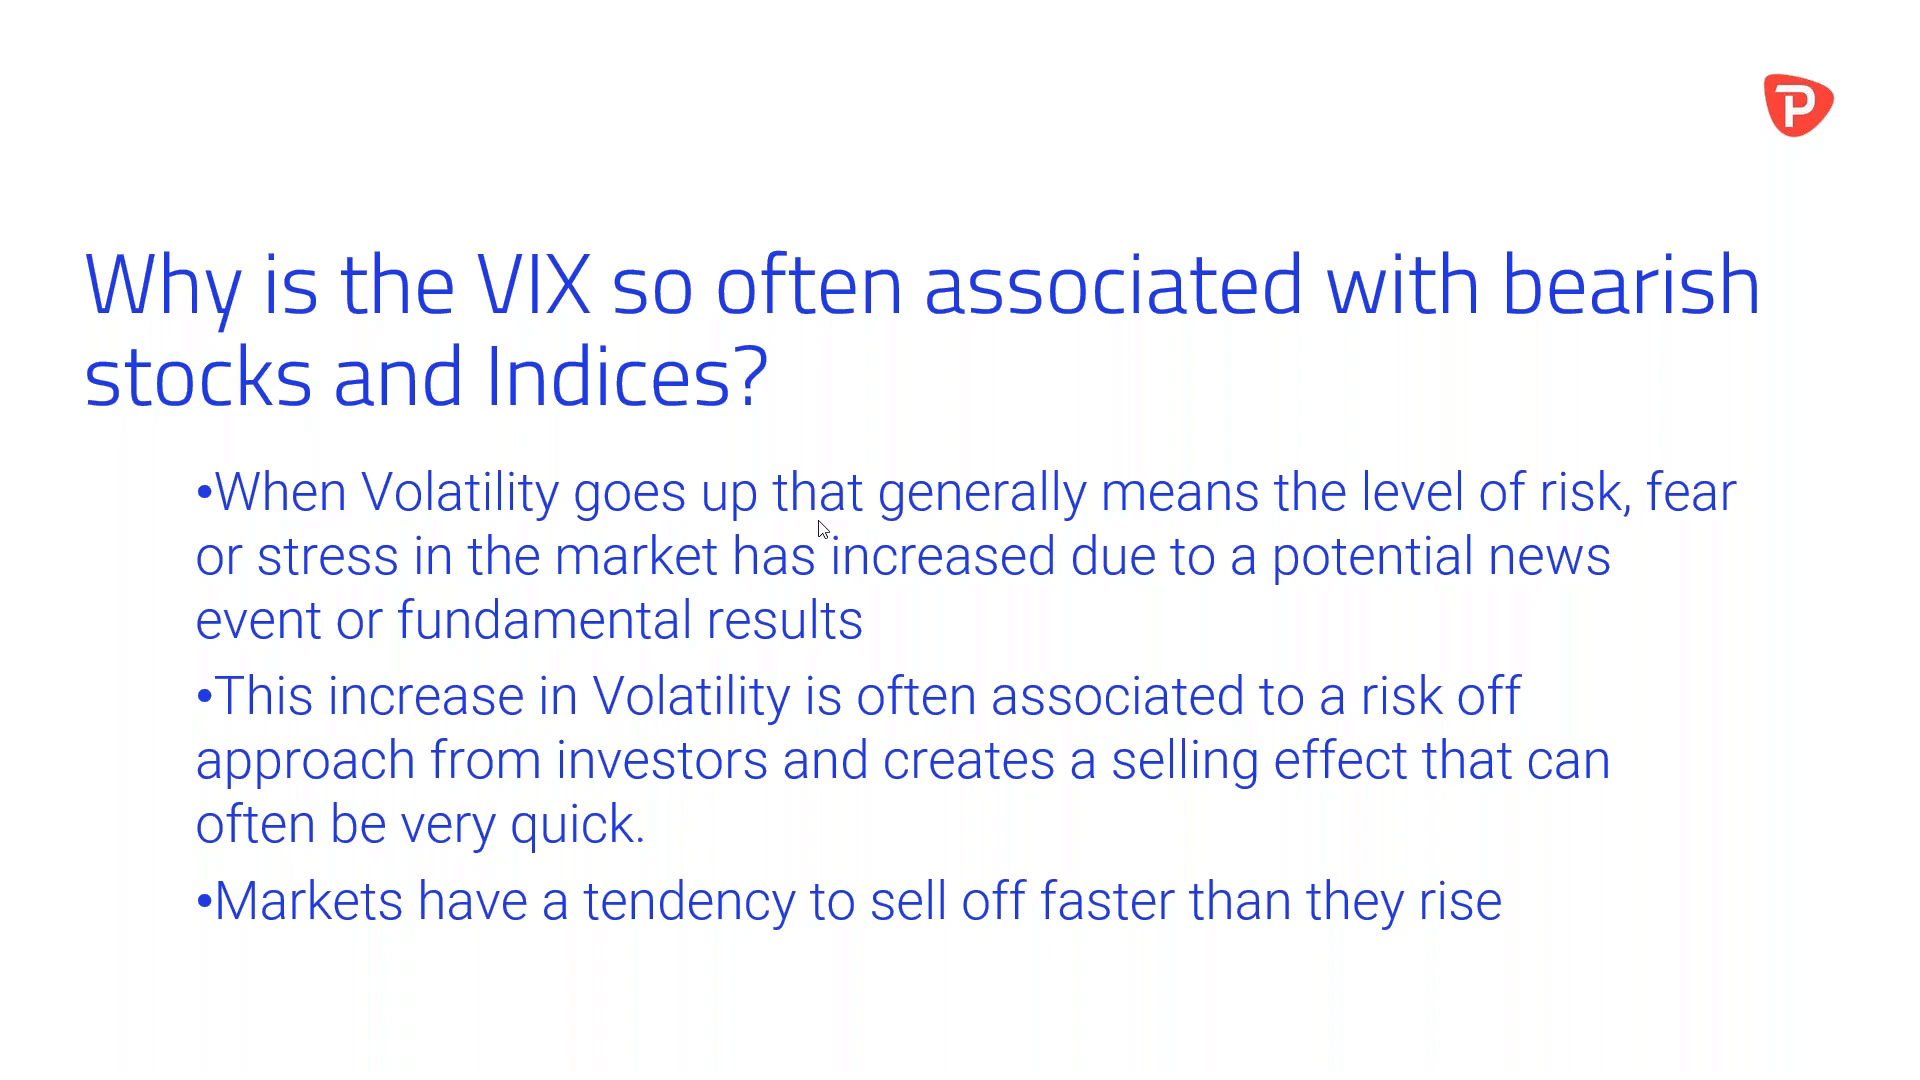 P
Why is the VIX so often associated with bearish
stocks and Indices?
•When Volatility goes up that generally means the level of risk, fear
or stress in the market has increased due to a potential news
event or fundamental results
•This increase in Volatility is often associated to a risk off
approach from investors and creates a selling effect that can
often be very quick.
•Markets have a tendency to sell off faster than they rise